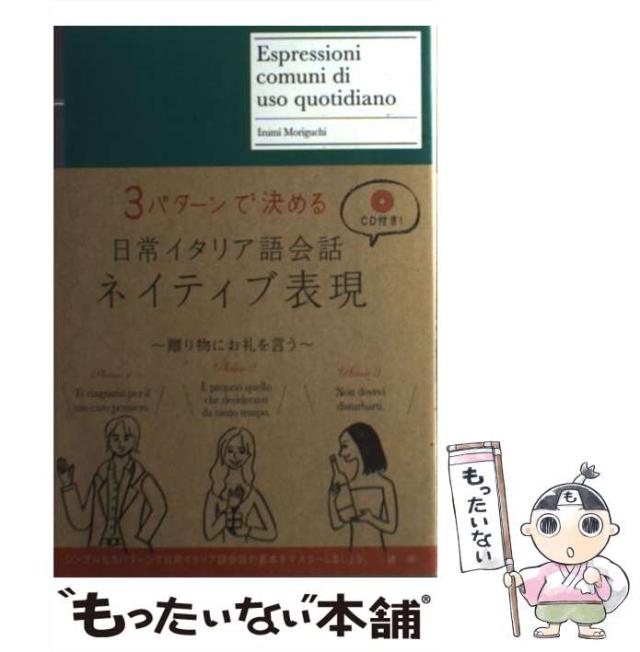 Espressioni
comuni di
uso quotidiano
Izumi Moriguchi
3パターンで決める
CD付き!
日常イタリア語会話
ネイティブ表現
~贈り物にお礼を言う~
Ti ringrazio per il
tuo caro pensiero.
È proprio quello
che desideravo
da tanto tempo.
Non dovevi
disturbarti.
もったいない
も
"もったいない"本舗®